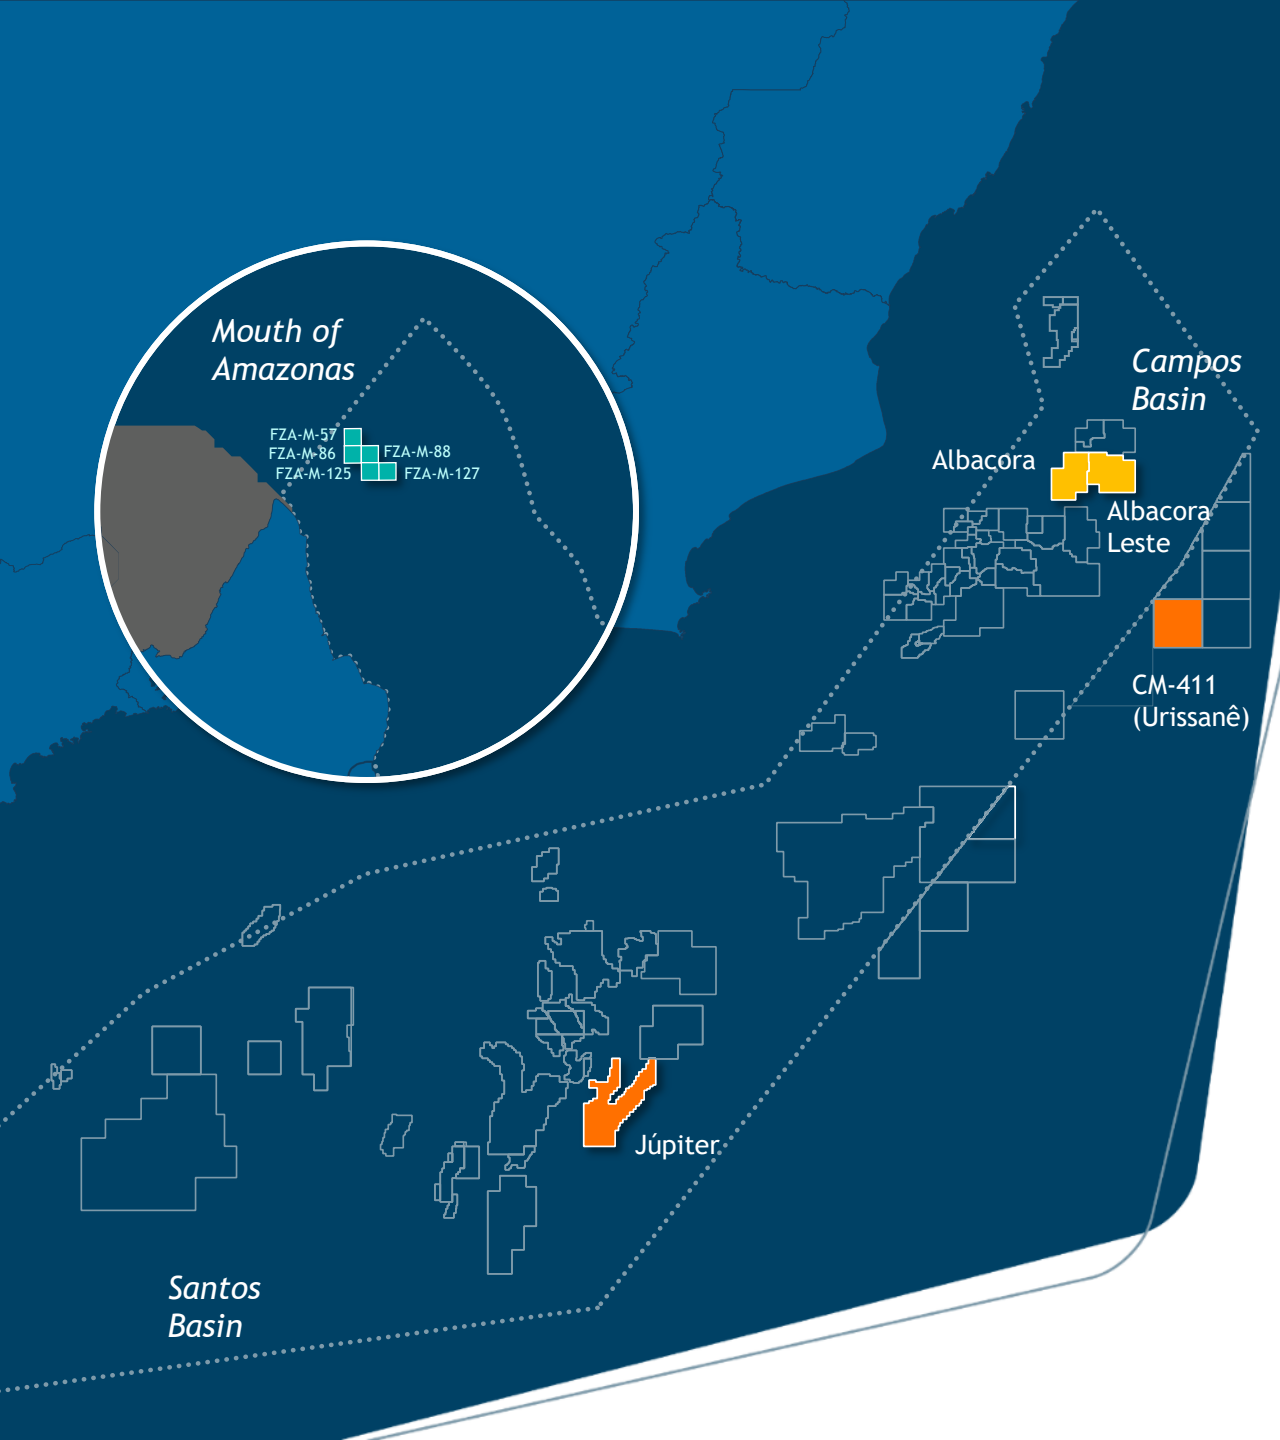 Mouth of
Amazonas
FZA-M-57
FZA-M-86
FZA-M-88
FZA-M-125
FZA-M-127
Campos
Basin
Albacora
Albacora
Leste
CM-411
(Urissanê)
Júpiter
Santos
Basin